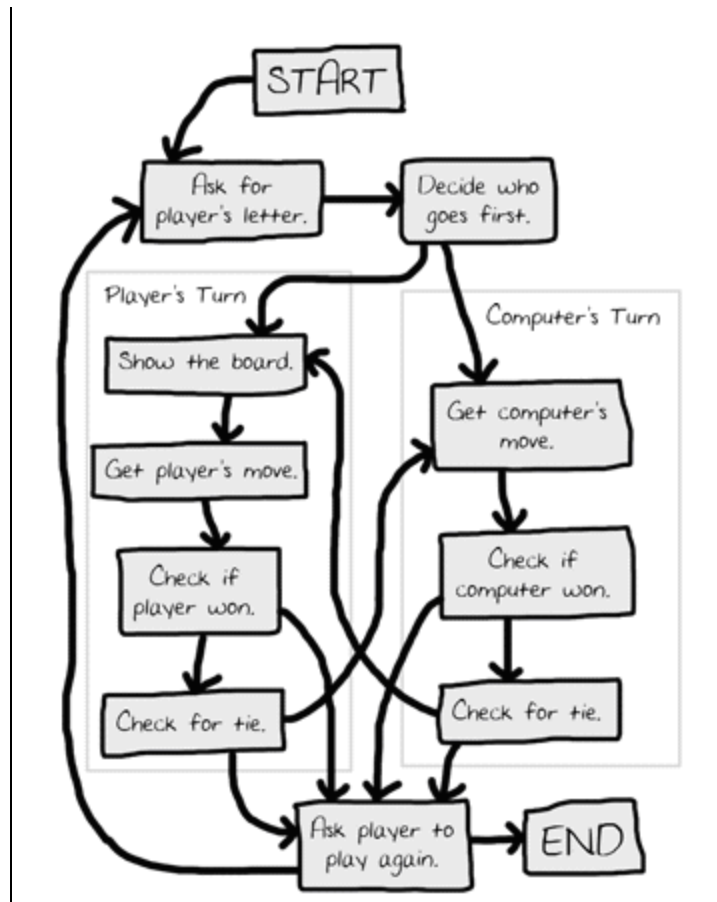 START
Ask for
player's letter.
Decide who
goes first.
Player's Turn
Computer's Turn
Show the board.
Get player's move.
Check if
player won.
Check for tie.
Get computer's
move.
Check if
computer won.
Check for tie.
Ask player to
play again.
END